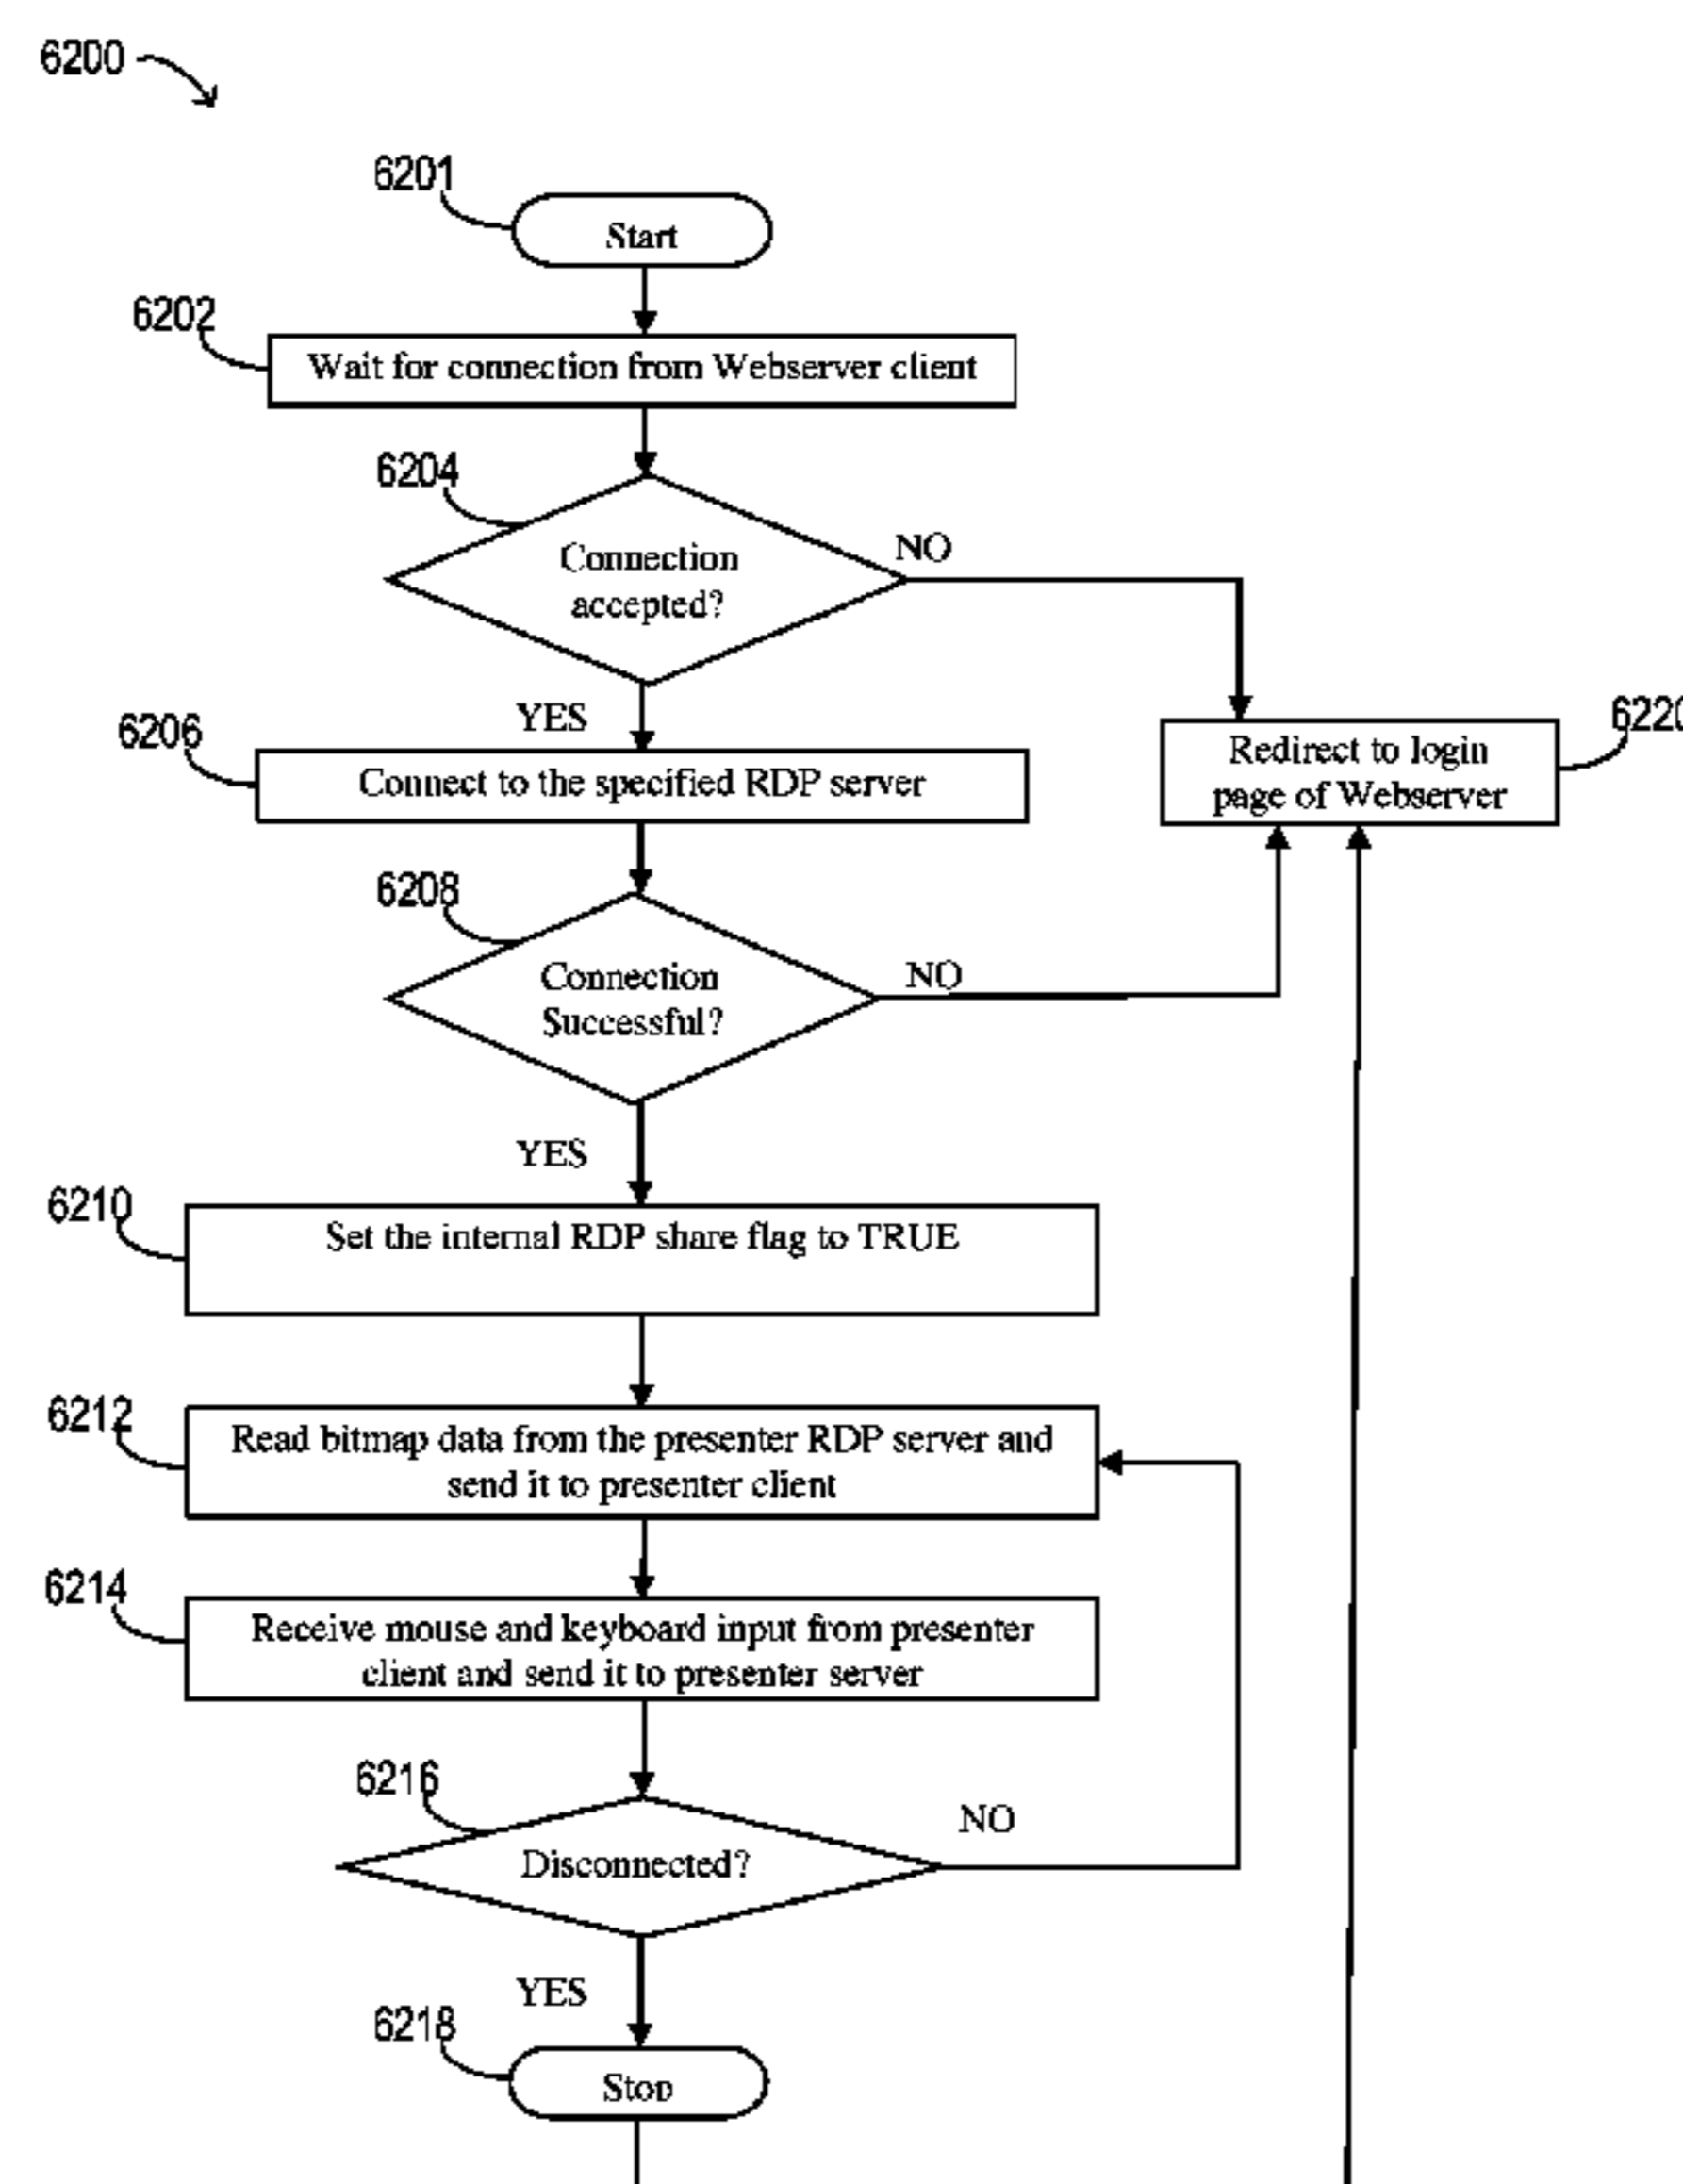 6200
6201
Start
6202
Wait for connection from Webserver client
6204
Connection
accepted?
NO
YES
6206
Connect to the specified RDP server
6220
Redirect to login
page of Webserver
6208
Connection
Successful?
NO
YES
6210
Set the internal RDP share flag to TRUE
6212
Read bitmap data from the presenter RDP server and
send it to presenter client
6214
Receive mouse and keyboard input from presenter
client and send it to presenter server
6216
Disconnected?
NO
YES
6218
Stop